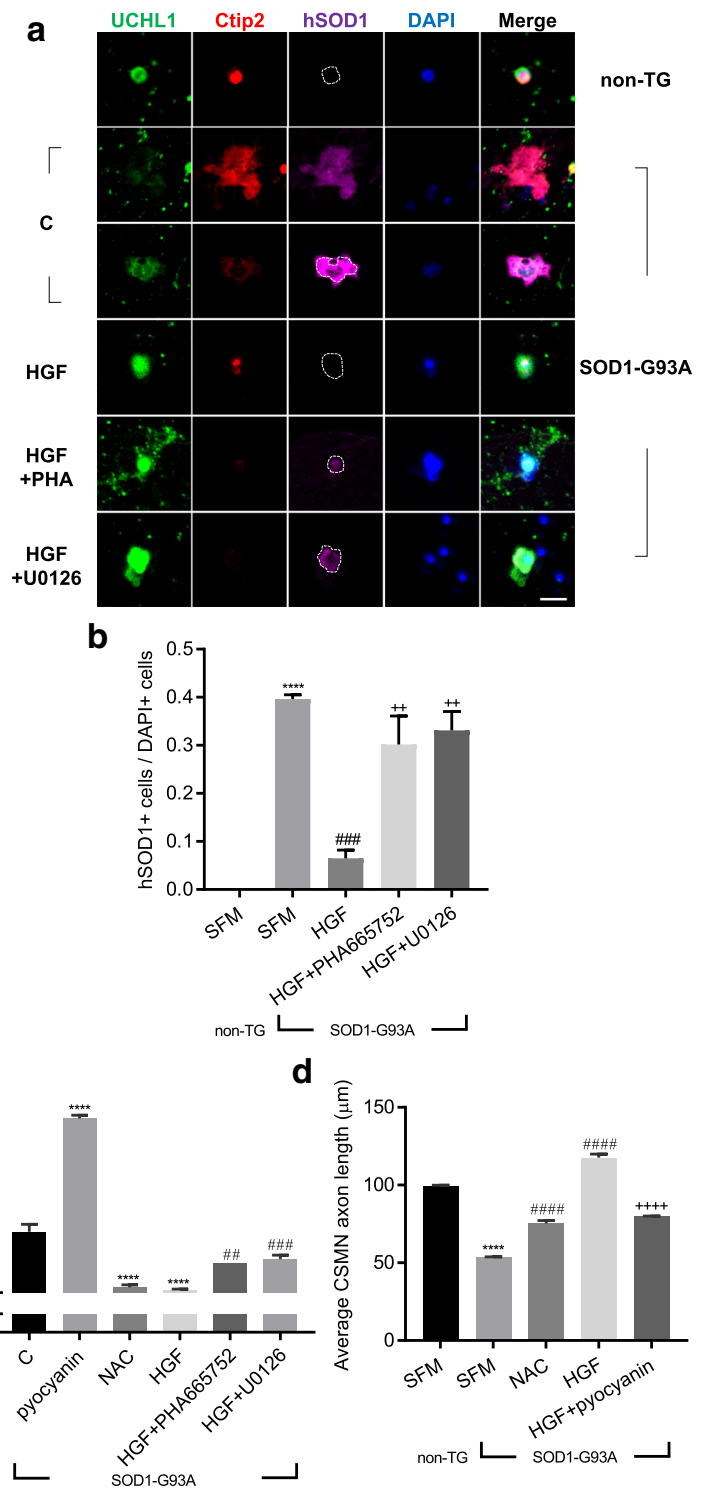 a
UCHL1 Ctip2 hSOD1 DAPI Merge
non-TG
C
HGF
SOD1-G93A
HGF
+PHA
HGF
+U0126
b
hSOD1+ cells / DAPI+ cells
0.5
0.4
0.3
0.2
0.1
0.0
****
###
++
++
SFM
SFM
HGF
HGF+PHA665752
HGF+U0126
non-TG
SOD1-G93A
****
****
****
##
###
C
pyocyanin
NAC
HGF
HGF+PHA665752
HGF+U0126
SOD1-G93A
d
Average CSMN axon length (μm)
150
100
50
0
****
####
####
++++
SFM
SFM
NAC
HGF
HGF+pyocyanin
non-TG
SOD1-G93A